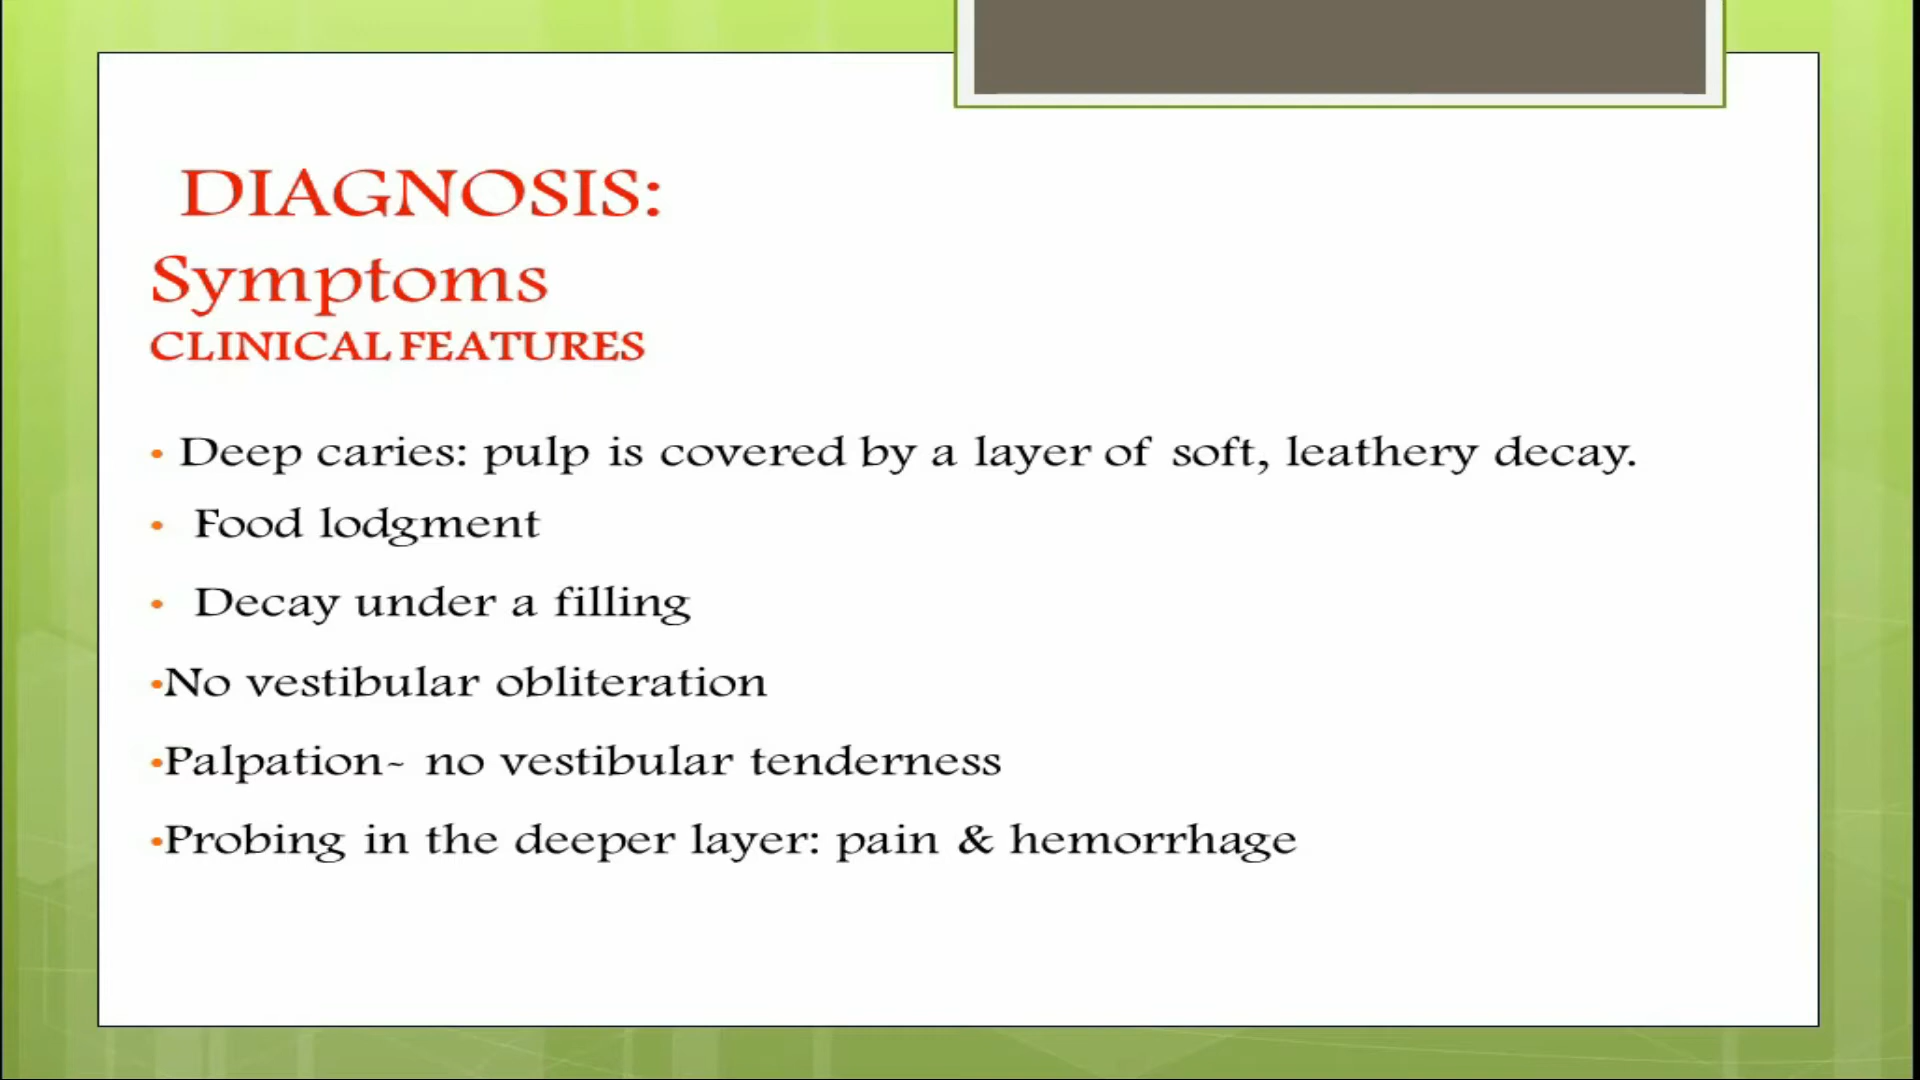 DIAGNOSIS:
Symptoms
CLINICAL FEATURES
• Deep caries: pulp is covered by a layer of soft, leathery decay.
• Food lodgment
• Decay under a filling
•No vestibular obliteration
•Palpation- no vestibular tenderness
•Probing in the deeper layer: pain & hemorrhage